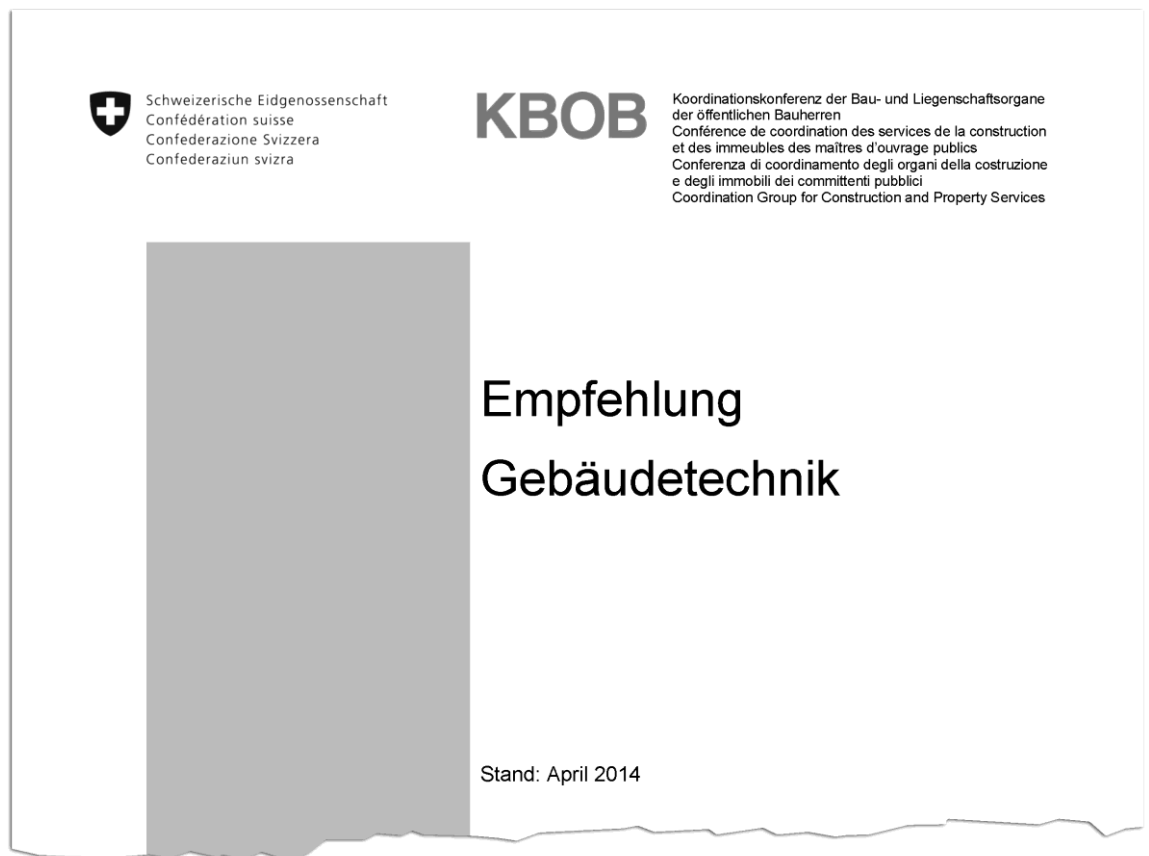 Schweizerische Eidgenossenschaft
Confédération suisse
Confederazione Svizzera
Confederaziun svizra
KBOB
Koordinationskonferenz der Bau- und Liegenschaftsorgane
der öffentlichen Bauherren
Conférence de coordination des services de la construction
et des immeubles des maîtres d'ouvrage publics
Conferenza di coordinamento degli organi della costruzione
e degli immobili dei committenti pubblici
Coordination Group for Construction and Property Services
Empfehlung
Gebäudetechnik
Stand: April 2014